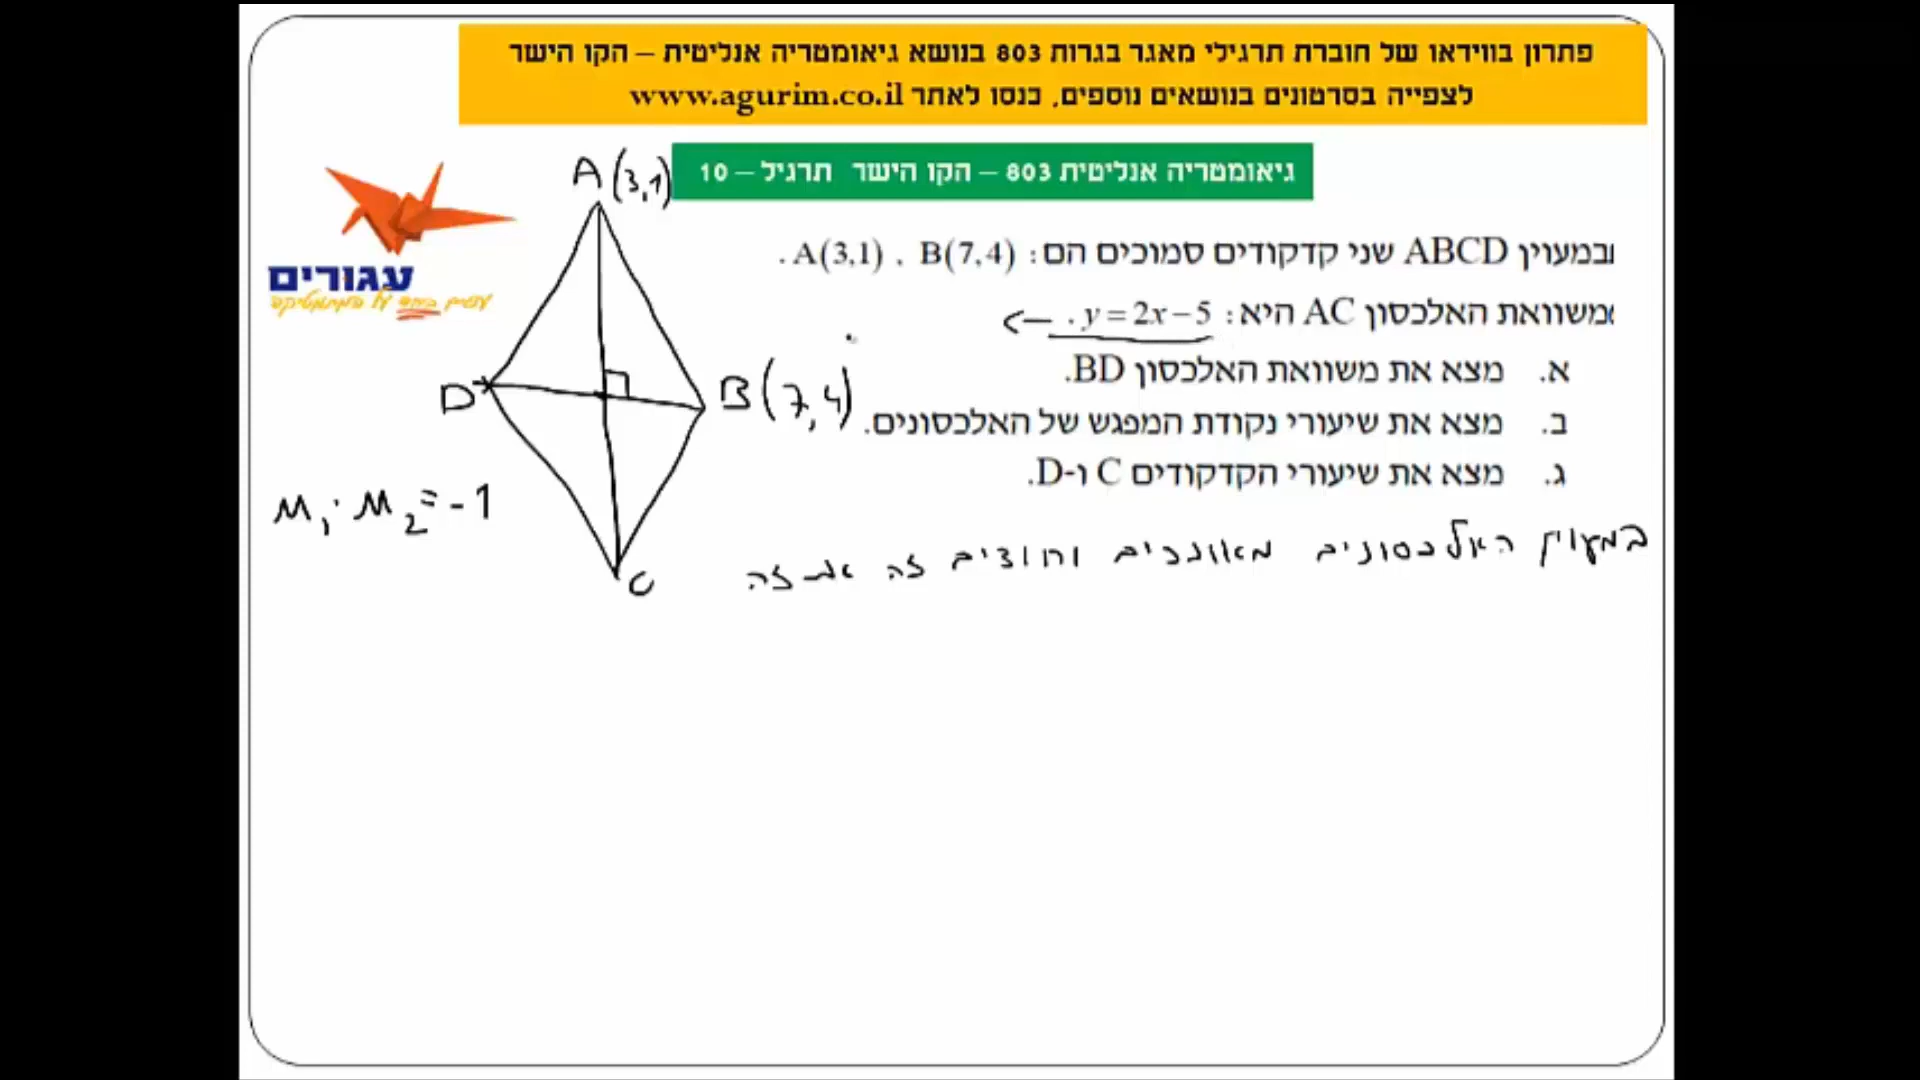 פתרון בווידאו של חוברת תרגילי מאגר בגרות 803 בנושא גיאומטריה אנליטית – הקו הישר
לצפייה בסרטונים בנושאים נוספים, כנסו לאתר www.agurim.co.il
גיאומטריה אנליטית 803 – הקו הישר תרגיל – 10
A(3,1)
במעוין ABCD שני קדקודים סמוכים הם: A(3,1) , B(7,4) .
עגורים
משוואת האלכסון AC היא: y = 2x – 5 .
א. מצא את משוואת האלכסון BD.
D
B(7,4)
ב. מצא את שיעורי נקודת המפגש של האלכסונים.
ג. מצא את שיעורי הקדקודים C ו-D.
M₁·M₂=-1
במעוין האלכסונים מאונכים וחוצים זה את זה
C